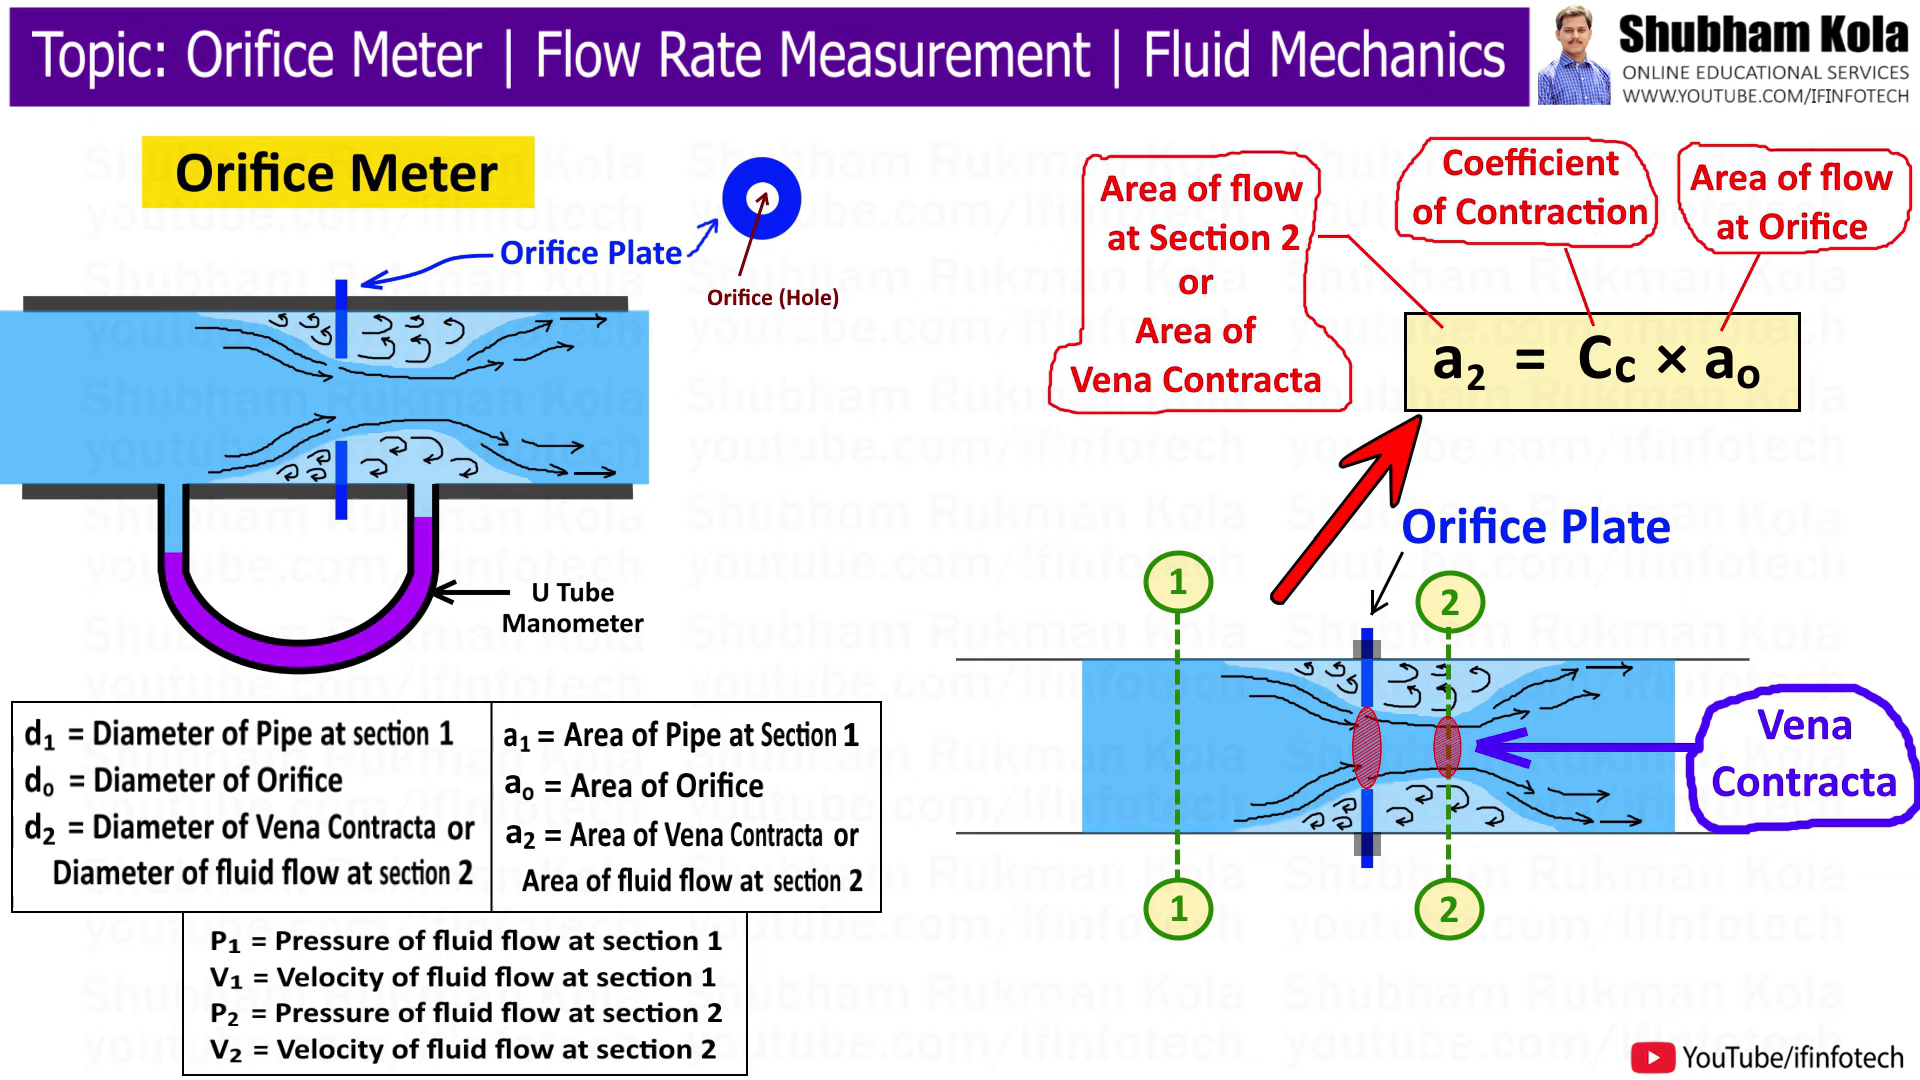 Topic: Orifice Meter | Flow Rate Measurement | Fluid Mechanics
Shubham Kola
ONLINE EDUCATIONAL SERVICES
WWW.YOUTUBE.COM/IFINFOTECH
Orifice Meter
Orifice Plate
Orifice (Hole)
U Tube
Manometer
Area of flow
at Section 2
or
Area of
Vena Contracta
Coefficient
of Contraction
Area of flow
at Orifice
a₂ = Cc × aₒ
Orifice Plate
1
2
Vena
Contracta
1
2
d₁ = Diameter of Pipe at section 1
dₒ = Diameter of Orifice
d₂ = Diameter of Vena Contracta or
Diameter of fluid flow at section 2
a₁ = Area of Pipe at Section 1
aₒ = Area of Orifice
a₂ = Area of Vena Contracta or
Area of fluid flow at section 2
P₁ = Pressure of fluid flow at section 1
V₁ = Velocity of fluid flow at section 1
P₂ = Pressure of fluid flow at section 2
V₂ = Velocity of fluid flow at section 2
YouTube/ifinfotech
Shubham Rukman Kola
youtube.com/ifinfotech